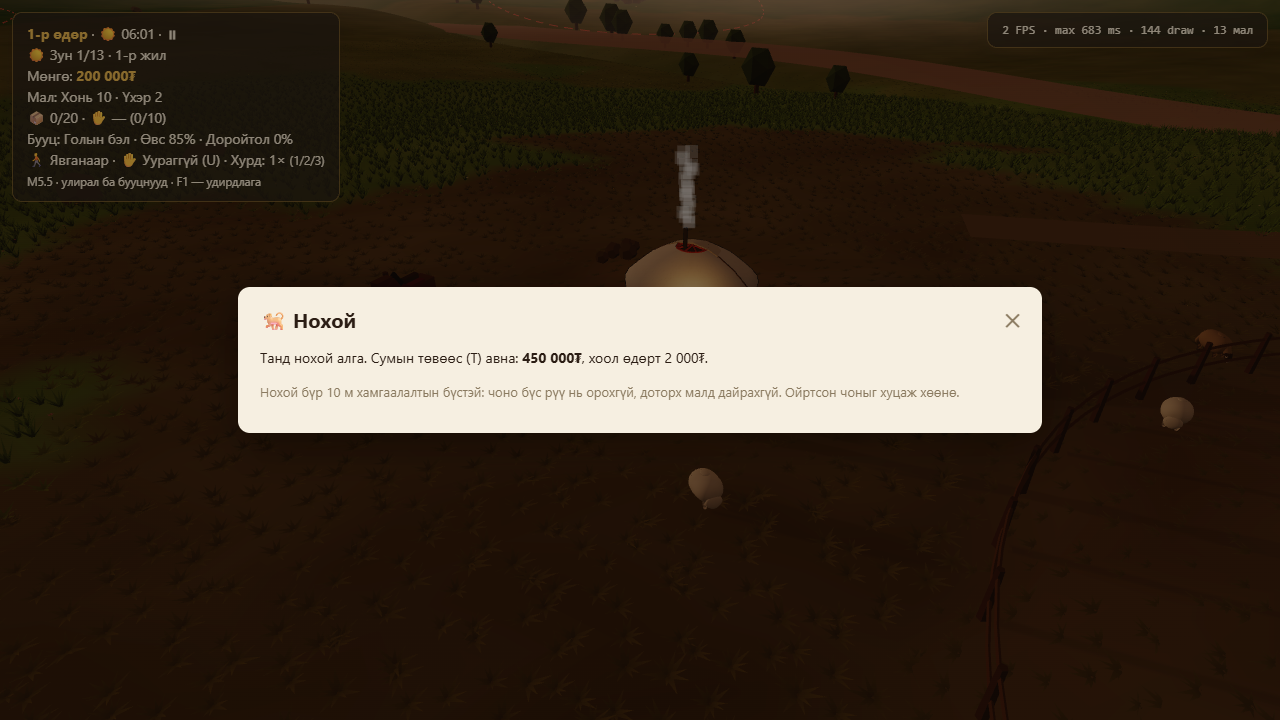 1-р өдөр · 06:01 ·
Зун 1/13 · 1-р жил
Мөнгө: 200 000₮
Мал: Хонь 10 · Үхэр 2
0/20 · — (0/10)
Бууц: Голын бэл · Өвс 85% · Доройтол 0%
Явганаар · Уураггүй (U) · Хурд: 1× (1/2/3)
M5.5 · улирал ба бууцнууд · F1 — удирдлага
2 FPS · max 683 ms · 144 draw · 13 мал
Нохой
Танд нохой алга. Сумын төвөөс (T) авна: 450 000₮, хоол өдөрт 2 000₮.
Нохой бүр 10 м хамгаалалтын бүстэй: чоно бүс рүү нь орохгүй, доторх малд дайрахгүй. Ойртсон чоныг хуцаж хөөнө.